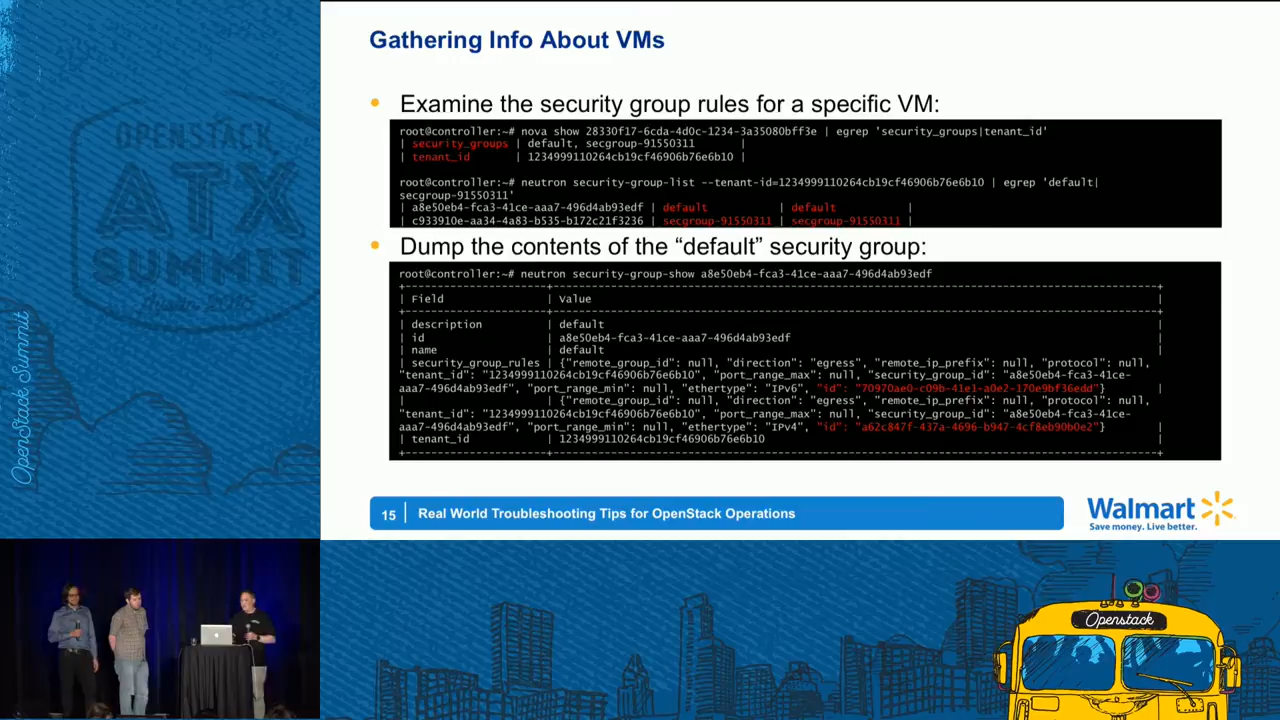 Gathering Info About VMs
• Examine the security group rules for a specific VM:
root@controller:~# nova show 28330f17-6cda-4d0c-1234-3a35080bff3e | egrep 'security_groups|tenant_id'
| security_groups | default, secgroup-91550311 |
| tenant_id | 1234999110264cb19cf46906b76e6b10 |
root@controller:~# neutron security-group-list --tenant-id=1234999110264cb19cf46906b76e6b10 | egrep 'default|
secgroup-91550311'
| a8e50eb4-fca3-41ce-aaa7-496d4ab93edf | default | default |
| c933910e-aa34-4a83-b535-b172c21f3236 | secgroup-91550311 | secgroup-91550311 |
• Dump the contents of the “default” security group:
root@controller:~# neutron security-group-show a8e50eb4-fca3-41ce-aaa7-496d4ab93edf
| Field | Value |
| description | default |
| id | a8e50eb4-fca3-41ce-aaa7-496d4ab93edf |
| name | default |
| security_group_rules | {"remote_group_id": null, "direction": "egress", "remote_ip_prefix": null, "protocol": null,
"tenant_id": "1234999110264cb19cf46906b76e6b10", "port_range_max": null, "security_group_id": "a8e50eb4-fca3-41ce-
aaa7-496d4ab93edf", "port_range_min": null, "ethertype": "IPv6", "id": "70970ae0-c09b-41e1-a0e2-170e9bf36edd"} |
| | {"remote_group_id": null, "direction": "egress", "remote_ip_prefix": null, "protocol": null,
"tenant_id": "1234999110264cb19cf46906b76e6b10", "port_range_max": null, "security_group_id": "a8e50eb4-fca3-41ce-
aaa7-496d4ab93edf", "port_range_min": null, "ethertype": "IPv4", "id": "a62c847f-437a-4696-b947-4cf8eb90b0e2"} |
| tenant_id | 1234999110264cb19cf46906b76e6b10 |
15 | Real World Troubleshooting Tips for OpenStack Operations
Walmart
Save money. Live better.
OPENSTACK
ATX
SUMMIT
OpenStack Summit
Openstack